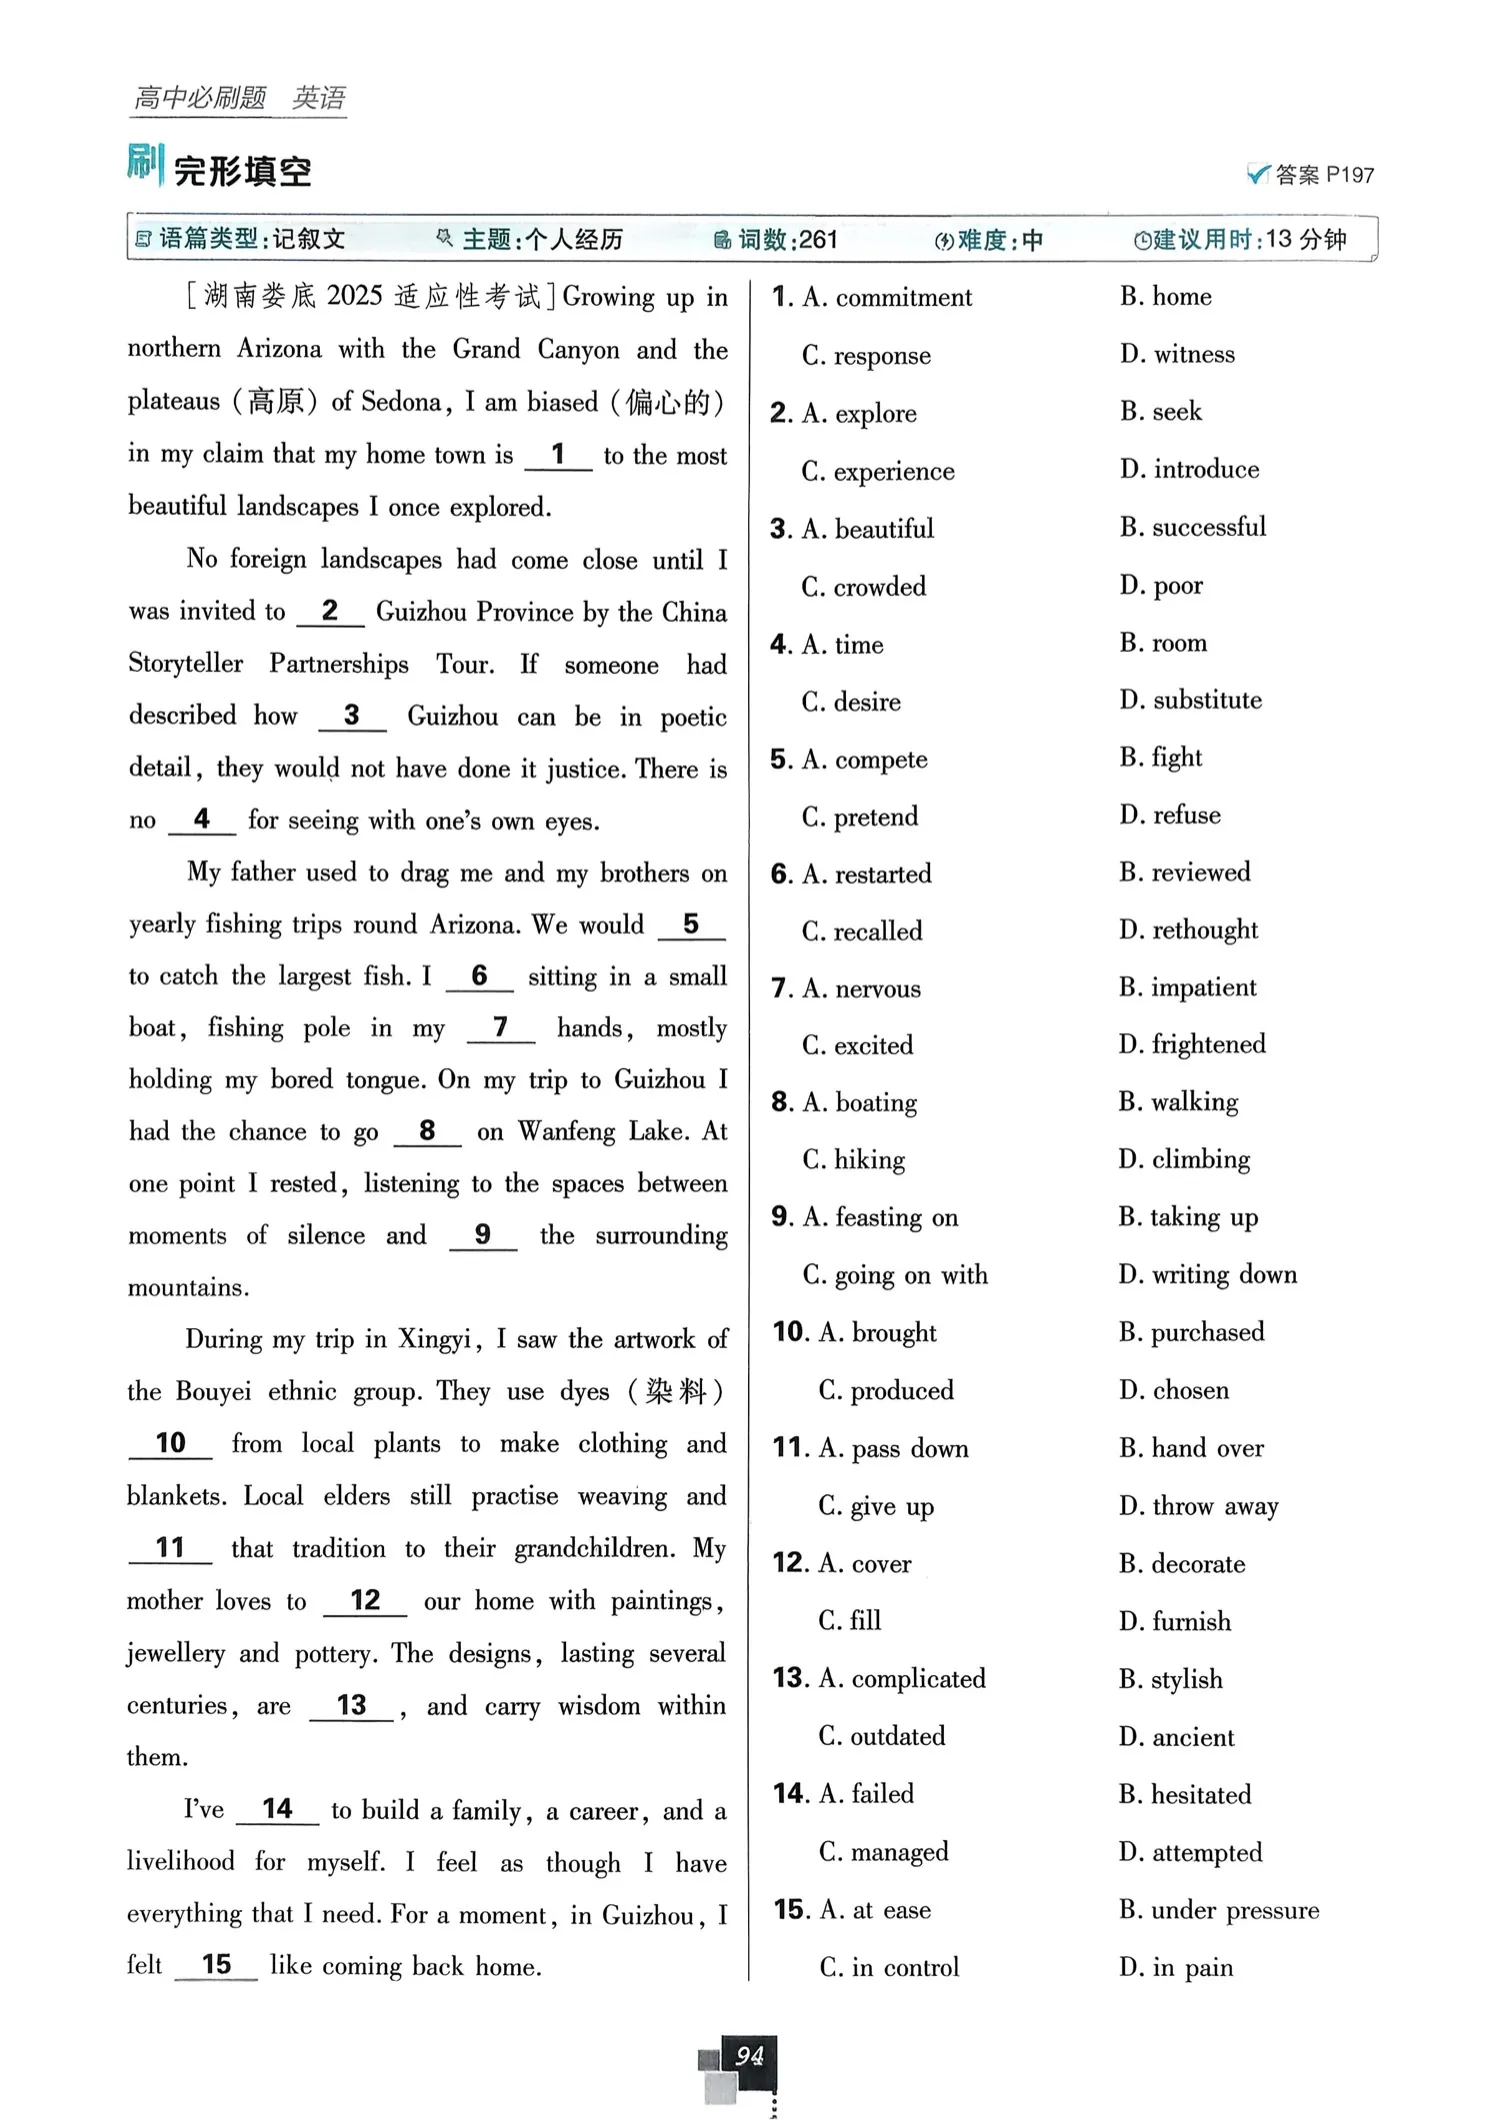 高中必刷题 英语
刷 完形填空
答案 P197
语篇类型:记叙文 主题:个人经历 词数:261 难度:中 建议用时:13 分钟
[湖南娄底 2025 适应性考试]Growing up in
northern Arizona with the Grand Canyon and the
plateaus (高原) of Sedona, I am biased (偏心的)
in my claim that my home town is 1 to the most
beautiful landscapes I once explored.
No foreign landscapes had come close until I
was invited to 2 Guizhou Province by the China
Storyteller Partnerships Tour. If someone had
described how 3 Guizhou can be in poetic
detail, they would not have done it justice. There is
no 4 for seeing with one's own eyes.
My father used to drag me and my brothers on
yearly fishing trips round Arizona. We would 5
to catch the largest fish. I 6 sitting in a small
boat, fishing pole in my 7 hands, mostly
holding my bored tongue. On my trip to Guizhou I
had the chance to go 8 on Wanfeng Lake. At
one point I rested, listening to the spaces between
moments of silence and 9 the surrounding
mountains.
During my trip in Xingyi, I saw the artwork of
the Bouyei ethnic group. They use dyes (染料)
10 from local plants to make clothing and
blankets. Local elders still practise weaving and
11 that tradition to their grandchildren. My
mother loves to 12 our home with paintings,
jewellery and pottery. The designs, lasting several
centuries, are 13, and carry wisdom within
them.
I've 14 to build a family, a career, and a
livelihood for myself. I feel as though I have
everything that I need. For a moment, in Guizhou, I
felt 15 like coming back home.
1. A. commitment B. home
C. response D. witness
2. A. explore B. seek
C. experience D. introduce
3. A. beautiful B. successful
C. crowded D. poor
4. A. time B. room
C. desire D. substitute
5. A. compete B. fight
C. pretend D. refuse
6. A. restarted B. reviewed
C. recalled D. rethought
7. A. nervous B. impatient
C. excited D. frightened
8. A. boating B. walking
C. hiking D. climbing
9. A. feasting on B. taking up
C. going on with D. writing down
10. A. brought B. purchased
C. produced D. chosen
11. A. pass down B. hand over
C. give up D. throw away
12. A. cover B. decorate
C. fill D. furnish
13. A. complicated B. stylish
C. outdated D. ancient
14. A. failed B. hesitated
C. managed D. attempted
15. A. at ease B. under pressure
C. in control D. in pain
94